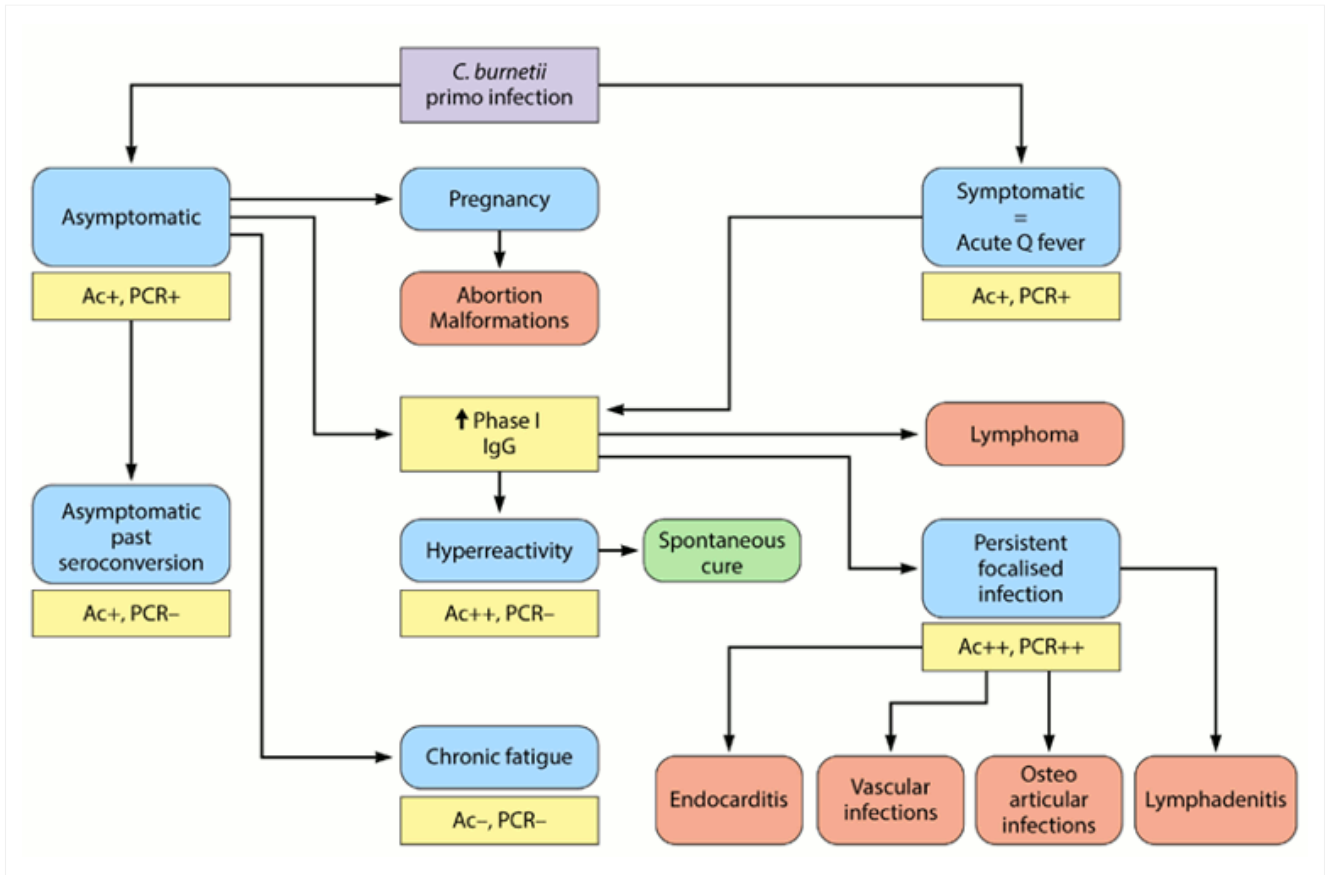 C. burnetii
primo infection
Asymptomatic
Ac+, PCR+
Pregnancy
Abortion
Malformations
Symptomatic
=
Acute Q fever
Ac+, PCR+
↑ Phase I
IgG
Lymphoma
Asymptomatic
past
seroconversion
Ac+, PCR–
Hyperreactivity
Ac++, PCR–
Spontaneous
cure
Persistent
focalised
infection
Ac++, PCR++
Chronic fatigue
Ac–, PCR–
Endocarditis
Vascular
infections
Osteo
articular
infections
Lymphadenitis